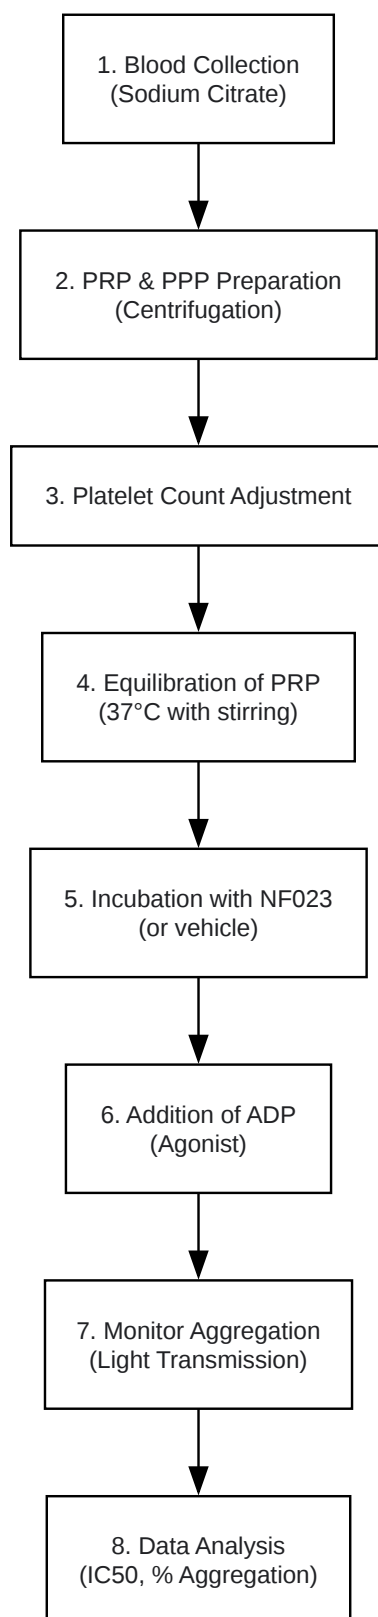 1. Blood Collection
(Sodium Citrate)
2. PRP & PPP Preparation
(Centrifugation)
3. Platelet Count Adjustment
4. Equilibration of PRP
(37°C with stirring)
5. Incubation with NF023
(or vehicle)
6. Addition of ADP
(Agonist)
7. Monitor Aggregation
(Light Transmission)
8. Data Analysis
(IC50, % Aggregation)